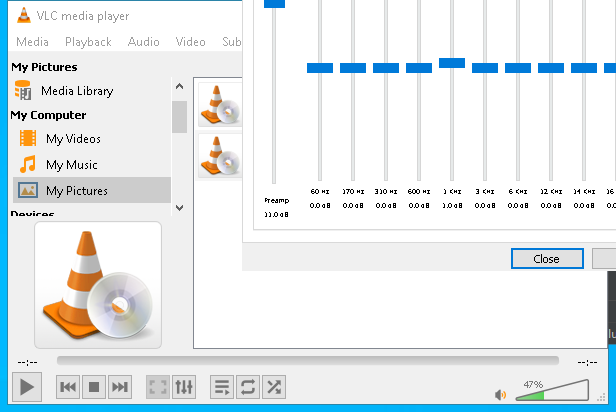 VLC media player
Media Playback Audio Video Sub
My Pictures
Media Library
My Computer
My Videos
My Music
My Pictures
Devices
Preamp
11.0 dB
60 Hz 170 Hz 310 Hz 600 Hz 1 KHz 3 KHz 6 KHz 12 KHz 14 KHz 16
0.0 dB 0.0 dB 0.0 dB 0.0 dB 1.0 dB 0.0 dB 0.0 dB 0.0 dB 0.0 dB 0.0
Close
--:-- --:--
47%